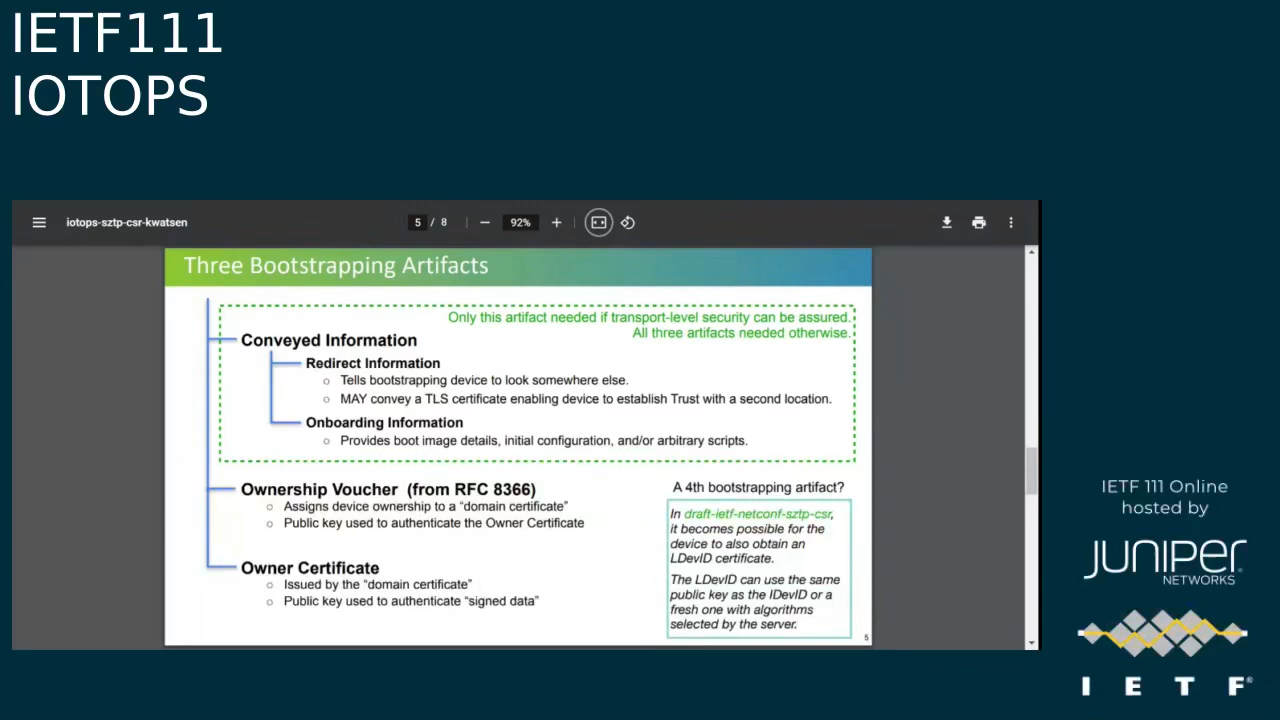 IETF111
IOTOPS
iotops-sztp-csr-kwatsen
5 / 8
92%
Three Bootstrapping Artifacts
Only this artifact needed if transport-level security can be assured.
All three artifacts needed otherwise.
Conveyed Information
Redirect Information
○ Tells bootstrapping device to look somewhere else.
○ MAY convey a TLS certificate enabling device to establish Trust with a second location.
Onboarding Information
○ Provides boot image details, initial configuration, and/or arbitrary scripts.
Ownership Voucher (from RFC 8366)
○ Assigns device ownership to a “domain certificate”
○ Public key used to authenticate the Owner Certificate
Owner Certificate
○ Issued by the “domain certificate”
○ Public key used to authenticate “signed data”
A 4th bootstrapping artifact?
In draft-ietf-netconf-sztp-csr,
it becomes possible for the
device to also obtain an
LDevID certificate.
The LDevID can use the same
public key as the IDevID or a
fresh one with algorithms
selected by the server.
5
IETF 111 Online
hosted by
JUNIPER
NETWORKS
I E T F®